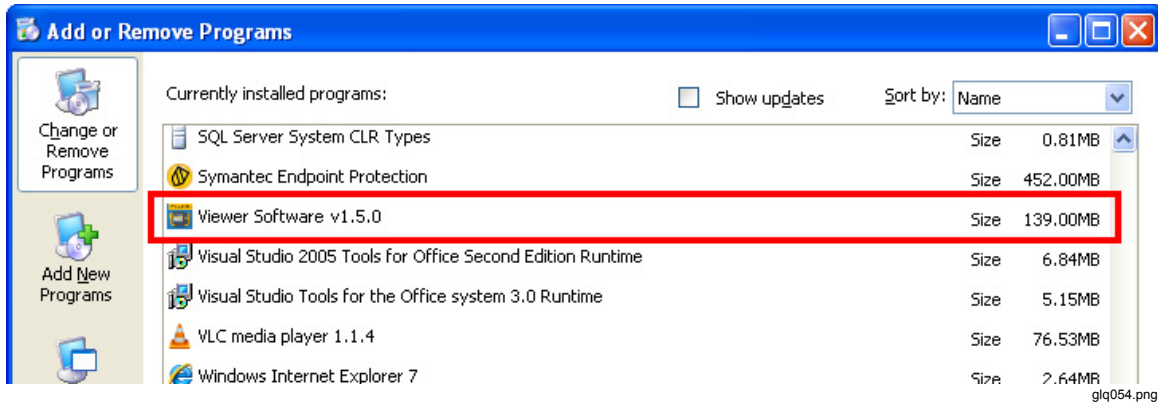 Add or Remove Programs
Change or Remove Programs
Currently installed programs:
Show updates
Sort by: Name
SQL Server System CLR Types Size 0.81MB
Symantec Endpoint Protection Size 452.00MB
Viewer Software v1.5.0 Size 139.00MB
Add New Programs
Visual Studio 2005 Tools for Office Second Edition Runtime Size 6.84MB
Visual Studio Tools for the Office system 3.0 Runtime Size 5.15MB
VLC media player 1.1.4 Size 76.53MB
Windows Internet Explorer 7 Size 2.64MB
glq054.png